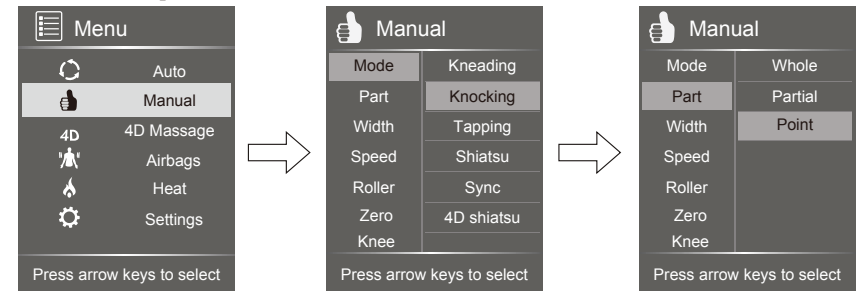 Menu
Auto
Manual
4D 4D Massage
Airbags
Heat
Settings
Press arrow keys to select
Manual
Mode Kneading
Part Knocking
Width Tapping
Speed Shiatsu
Roller Sync
Zero 4D shiatsu
Knee
Press arrow keys to select
Manual
Mode Whole
Part Partial
Width Point
Speed
Roller
Zero
Knee
Press arrow keys to select